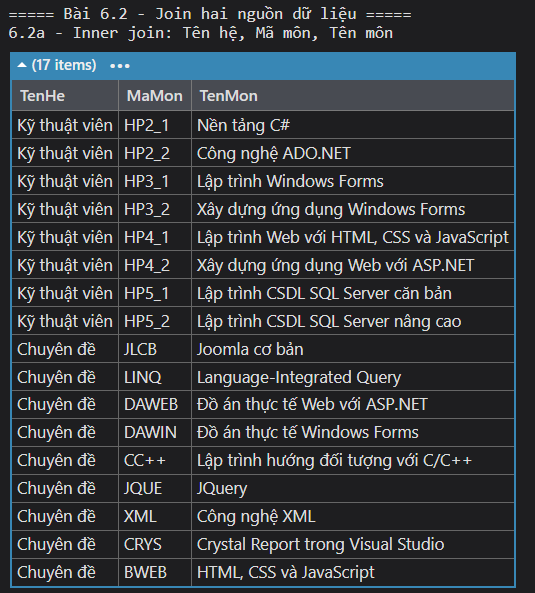 ===== Bài 6.2 - Join hai nguồn dữ liệu =====
6.2a - Inner join: Tên hệ, Mã môn, Tên môn
(17 items) •••
TenHe MaMon TenMon
Kỹ thuật viên HP2_1 Nền tảng C#
Kỹ thuật viên HP2_2 Công nghệ ADO.NET
Kỹ thuật viên HP3_1 Lập trình Windows Forms
Kỹ thuật viên HP3_2 Xây dựng ứng dụng Windows Forms
Kỹ thuật viên HP4_1 Lập trình Web với HTML, CSS và JavaScript
Kỹ thuật viên HP4_2 Xây dựng ứng dụng Web với ASP.NET
Kỹ thuật viên HP5_1 Lập trình CSDL SQL Server căn bản
Kỹ thuật viên HP5_2 Lập trình CSDL SQL Server nâng cao
Chuyên đề JLCB Joomla cơ bản
Chuyên đề LINQ Language-Integrated Query
Chuyên đề DAWEB Đồ án thực tế Web với ASP.NET
Chuyên đề DAWIN Đồ án thực tế Windows Forms
Chuyên đề CC++ Lập trình hướng đối tượng với C/C++
Chuyên đề JQUE JQuery
Chuyên đề XML Công nghệ XML
Chuyên đề CRYS Crystal Report trong Visual Studio
Chuyên đề BWEB HTML, CSS và JavaScript